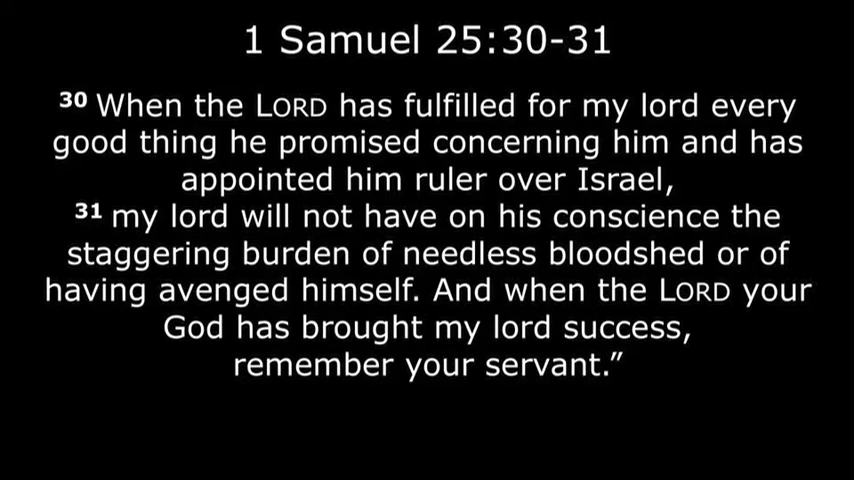 1 Samuel 25:30-31
30 When the LORD has fulfilled for my lord every
good thing he promised concerning him and has
appointed him ruler over Israel,
31 my lord will not have on his conscience the
staggering burden of needless bloodshed or of
having avenged himself. And when the LORD your
God has brought my lord success,
remember your servant.”